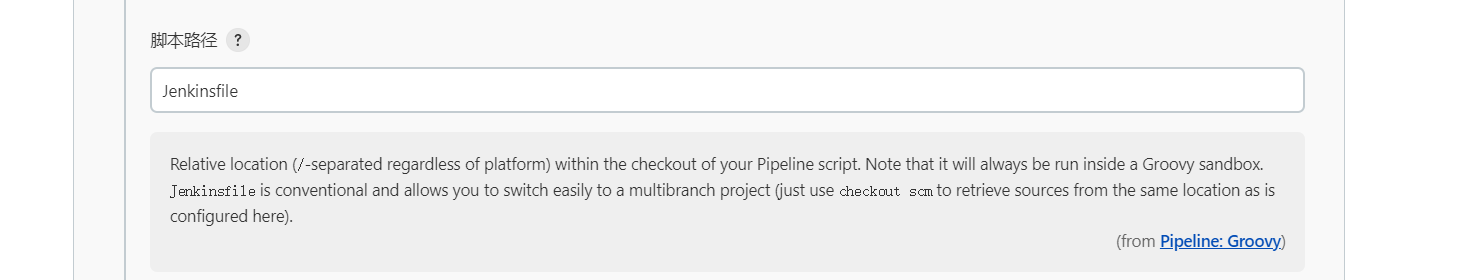 脚本路径 ?
Jenkinsfile
Relative location (/-separated regardless of platform) within the checkout of your Pipeline script. Note that it will always be run inside a Groovy sandbox.
Jenkinsfile is conventional and allows you to switch easily to a multibranch project (just use checkout scm to retrieve sources from the same location as is
configured here).
(from Pipeline: Groovy)